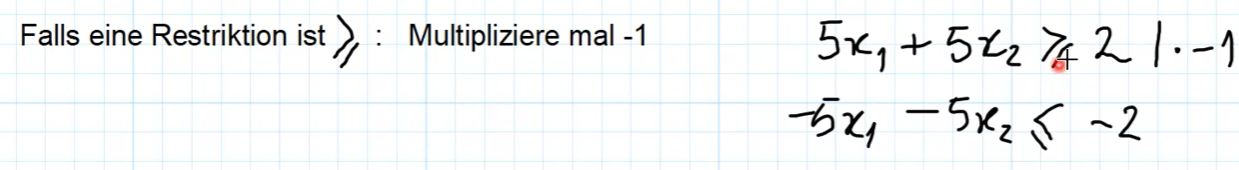 Falls eine Restriktion ist ⩾ : Multipliziere mal -1
5x₁ + 5x₂ ⩾ 2 | · -1
-5x₁ - 5x₂ ⩽ -2